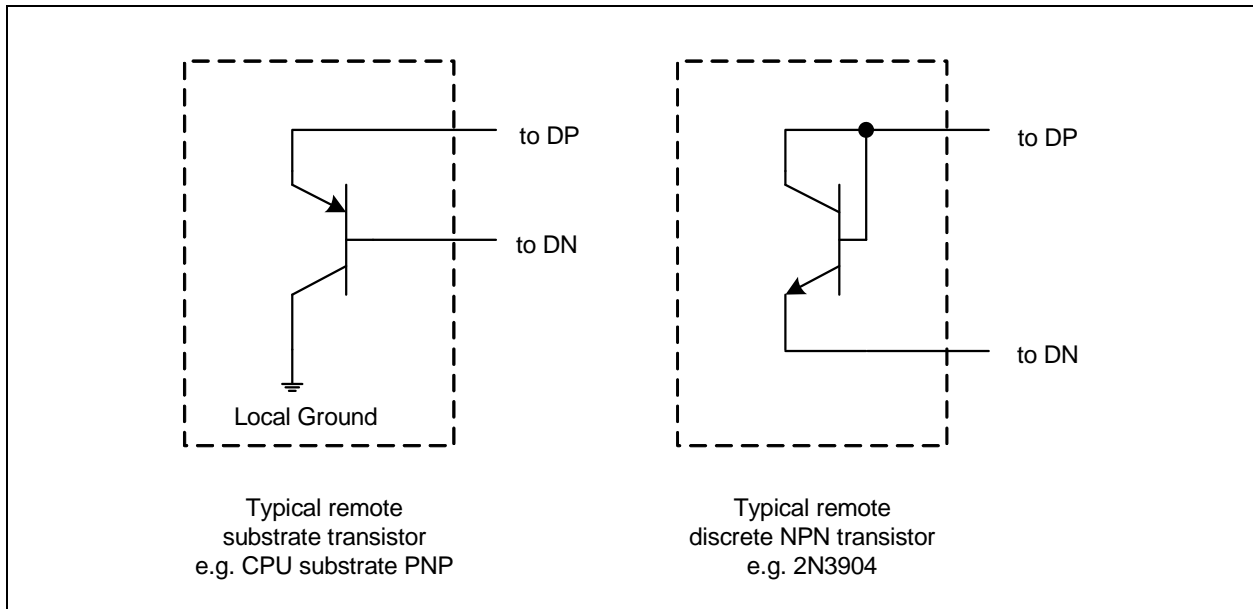 to DP
to DN
Local Ground
Typical remote
substrate transistor
e.g. CPU substrate PNP
to DP
to DN
Typical remote
discrete NPN transistor
e.g. 2N3904